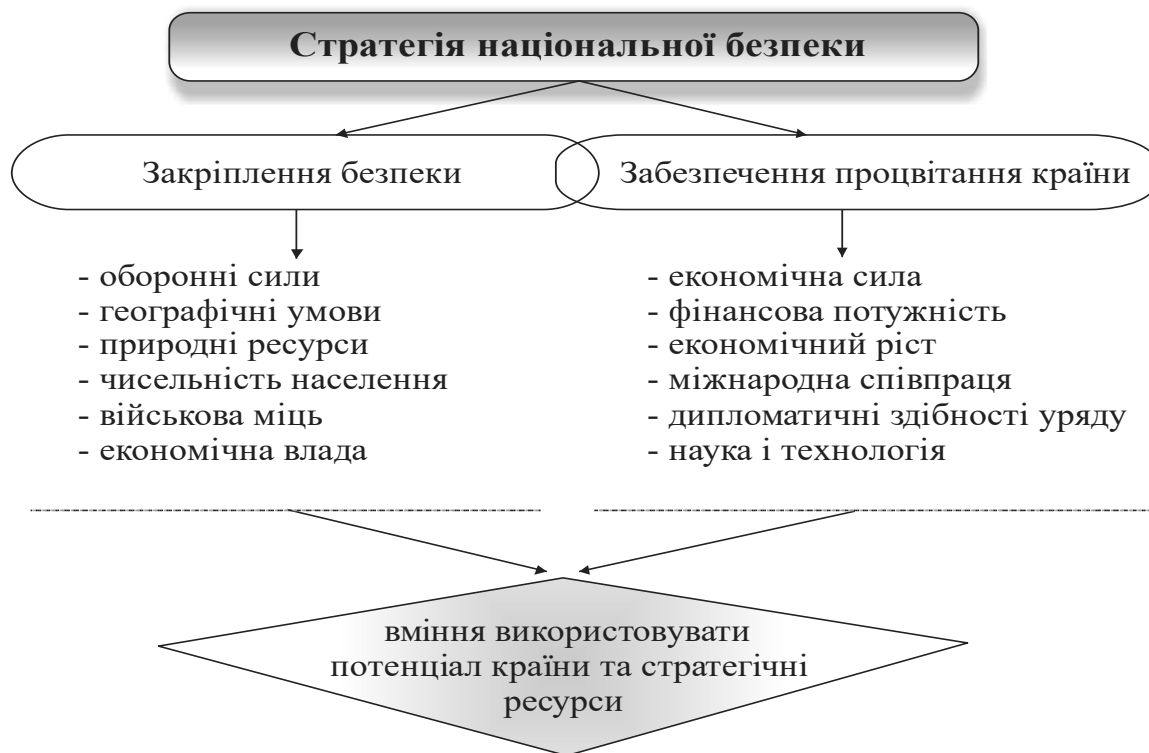 Стратегія національної безпеки
Закріплення безпеки
Забезпечення процвітання країни
- оборонні сили
- географічні умови
- природні ресурси
- чисельність населення
- військова міць
- економічна влада
- економічна сила
- фінансова потужність
- економічний ріст
- міжнародна співпраця
- дипломатичні здібності уряду
- наука і технологія
вміння використовувати
потенціал країни та стратегічні
ресурси